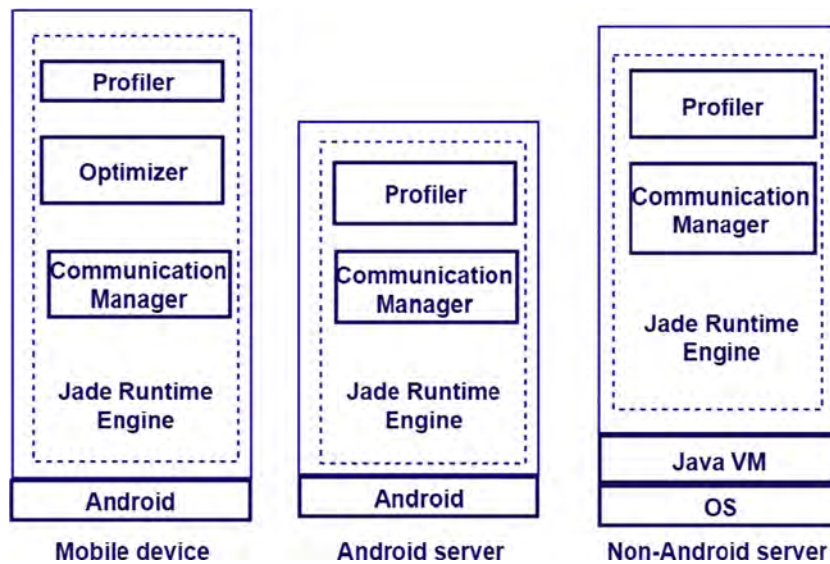 Profiler
Optimizer
Communication
Manager
Jade Runtime
Engine
Android
Mobile device
Profiler
Communication
Manager
Jade Runtime
Engine
Android
Android server
Profiler
Communication
Manager
Jade Runtime
Engine
Java VM
OS
Non-Android server